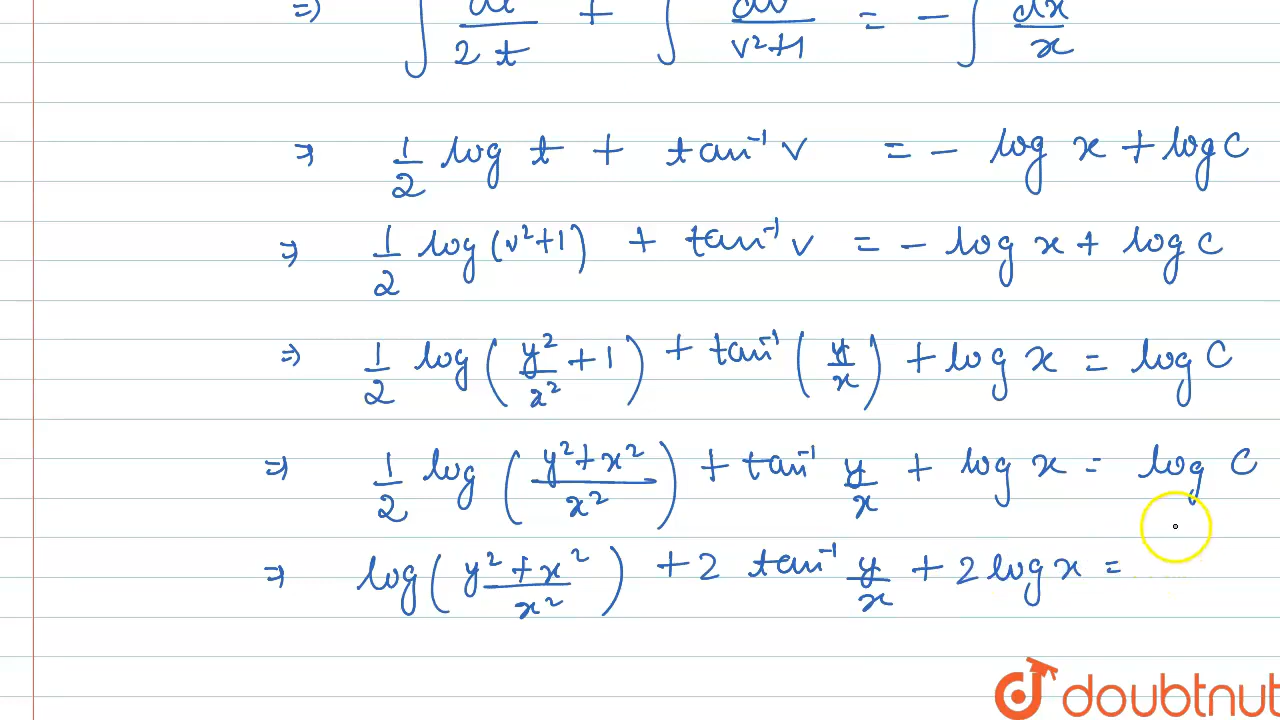 ⇒ ∫ dt/2t + ∫ dv/v²+1 = - ∫ dx/x
⇒ 1/2 log t + tan⁻¹ v = - log x + log C
⇒ 1/2 log (v²+1) + tan⁻¹ v = - log x + log C
⇒ 1/2 log (y²/x² + 1) + tan⁻¹ (y/x) + log x = log C
⇒ 1/2 log (y²+x²/x²) + tan⁻¹ y/x + log x = log C
⇒ log (y²+x²/x²) + 2 tan⁻¹ y/x + 2 log x =
doubtnut